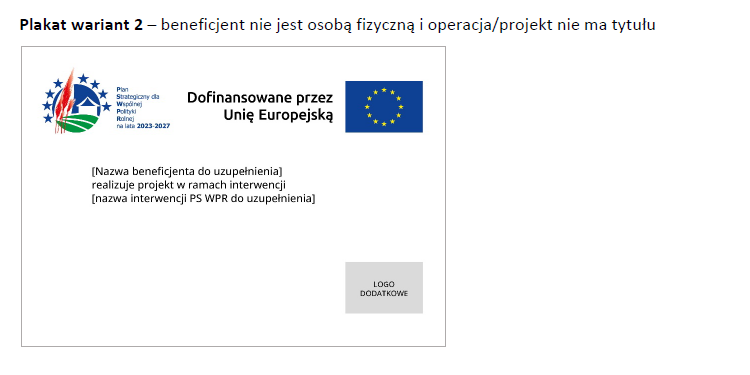 Plakat wariant 2 – beneficjent nie jest osobą fizyczną i operacja/projekt nie ma tytułu
Plan
Strategiczny dla
Wspólnej
Polityki
Rolnej
na lata 2023-2027
Dofinansowane przez
Unię Europejską
[Nazwa beneficjenta do uzupełnienia]
realizuje projekt w ramach interwencji
[nazwa interwencji PS WPR do uzupełnienia]
LOGO
DODATKOWE